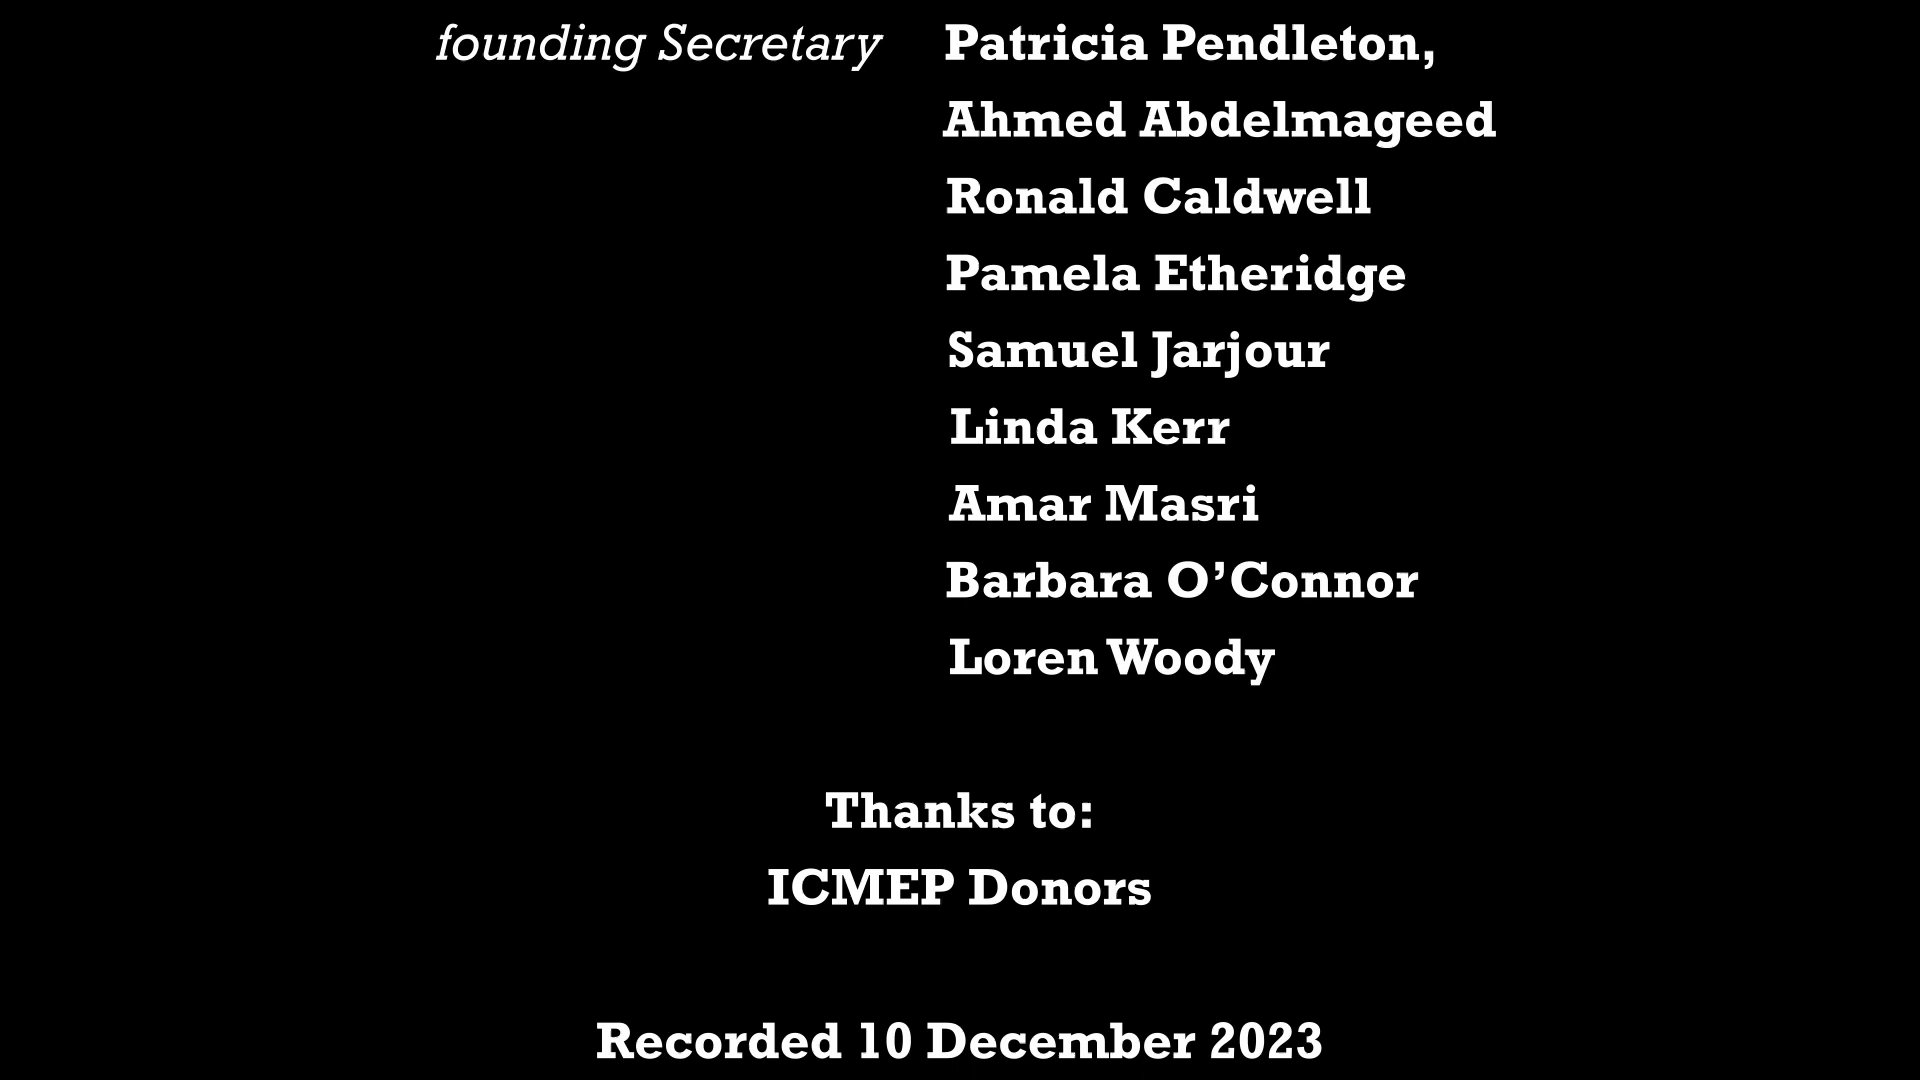 founding Secretary Patricia Pendleton,
Ahmed Abdelmageed
Ronald Caldwell
Pamela Etheridge
Samuel Jarjour
Linda Kerr
Amar Masri
Barbara O’Connor
Loren Woody
Thanks to:
ICMEP Donors
Recorded 10 December 2023